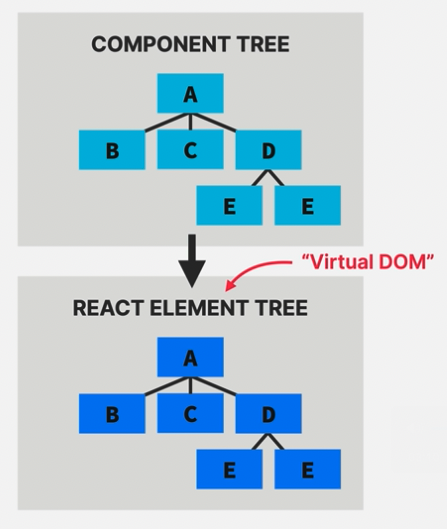 COMPONENT TREE
A
B C D
E E
“Virtual DOM”
REACT ELEMENT TREE
A
B C D
E E